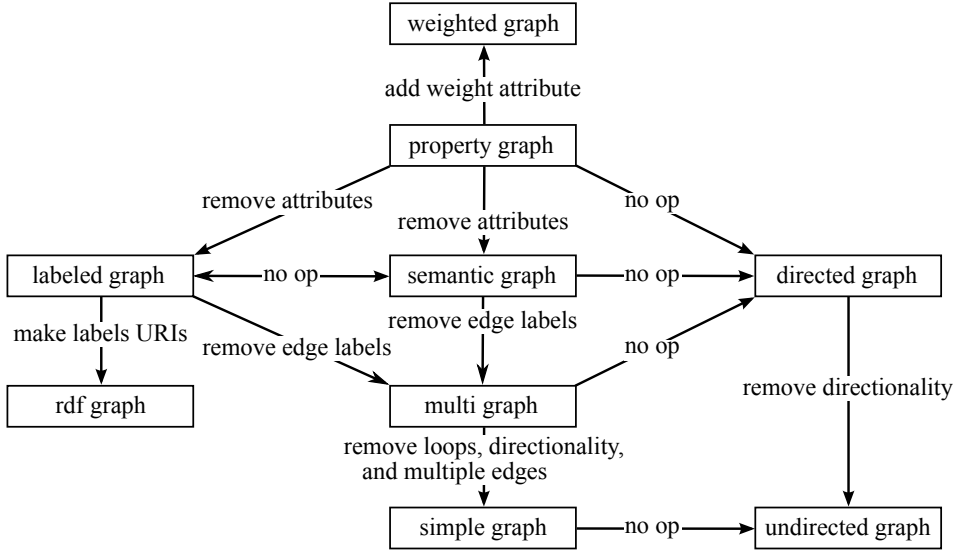 weighted graph
add weight attribute
property graph
remove attributes
remove attributes
no op
labeled graph
no op
semantic graph
no op
directed graph
make labels URIs
remove edge labels
remove edge labels
no op
remove directionality
rdf graph
multi graph
remove loops, directionality,
and multiple edges
simple graph
no op
undirected graph